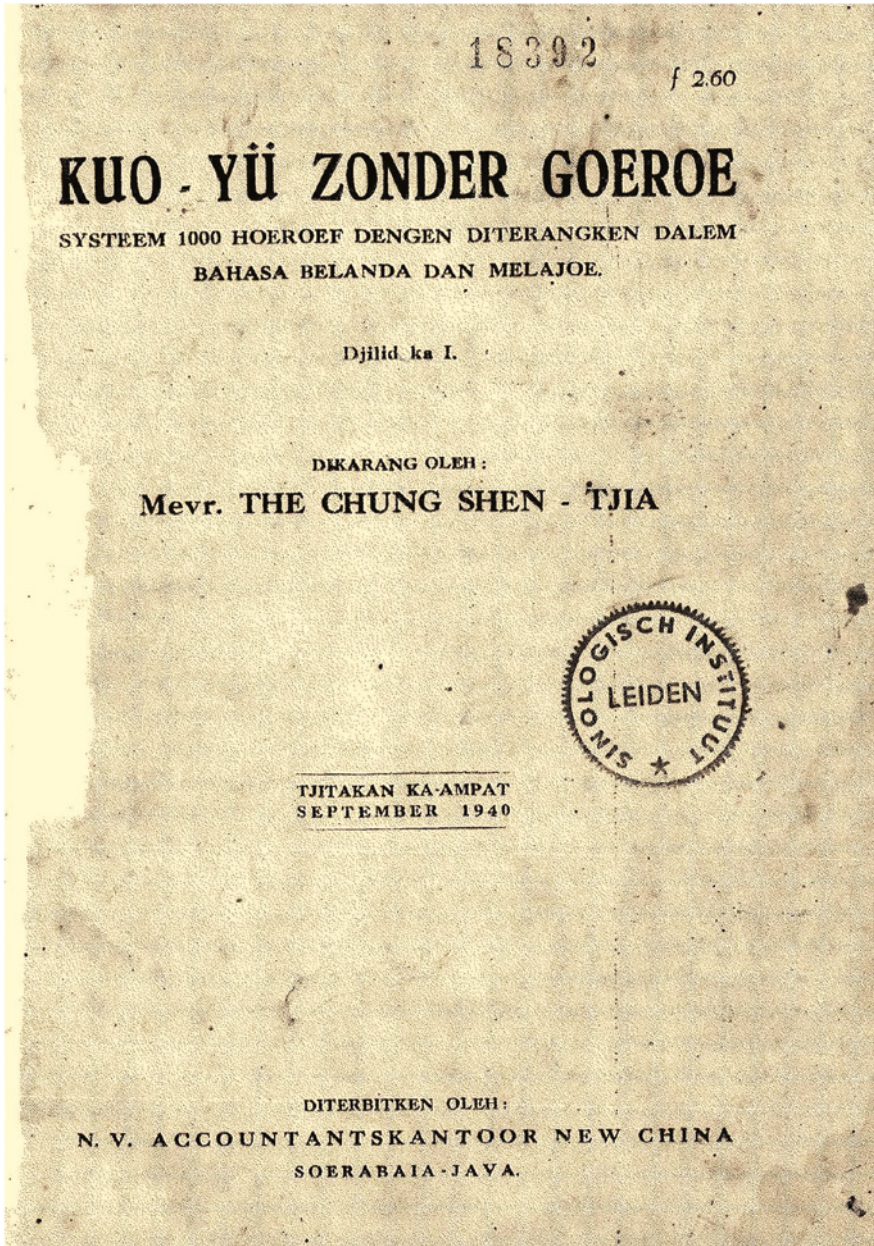 18392
f 2.60
KUO - YÜ ZONDER GOEROE
SYSTEEM 1000 HOEROEF DENGEN DITERANGKEN DALEM
BAHASA BELANDA DAN MELAJOE.
Djilid ka I.
DIKARANG OLEH:
Mevr. THE CHUNG SHEN - TJIA
SINOLOGISCH INSTITUUT
LEIDEN
TJITAKAN KA-AMPAT
SEPTEMBER 1940
DITERBITKEN OLEH:
N. V. ACCOUNTANTSKANTOOR NEW CHINA
SOERABAIA-JAVA.